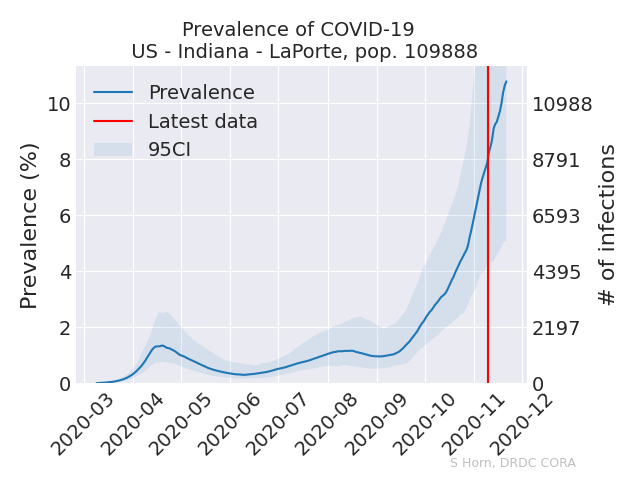 Prevalence of COVID-19
US - Indiana - LaPorte, pop. 109888
Prevalence
Latest data
95CI
Prevalence (%)
10
8
6
4
2
0
10988
8791
6593
4395
2197
0
# of infections
2020-03
2020-04
2020-05
2020-06
2020-07
2020-08
2020-09
2020-10
2020-11
2020-12
S Horn, DRDC CORA